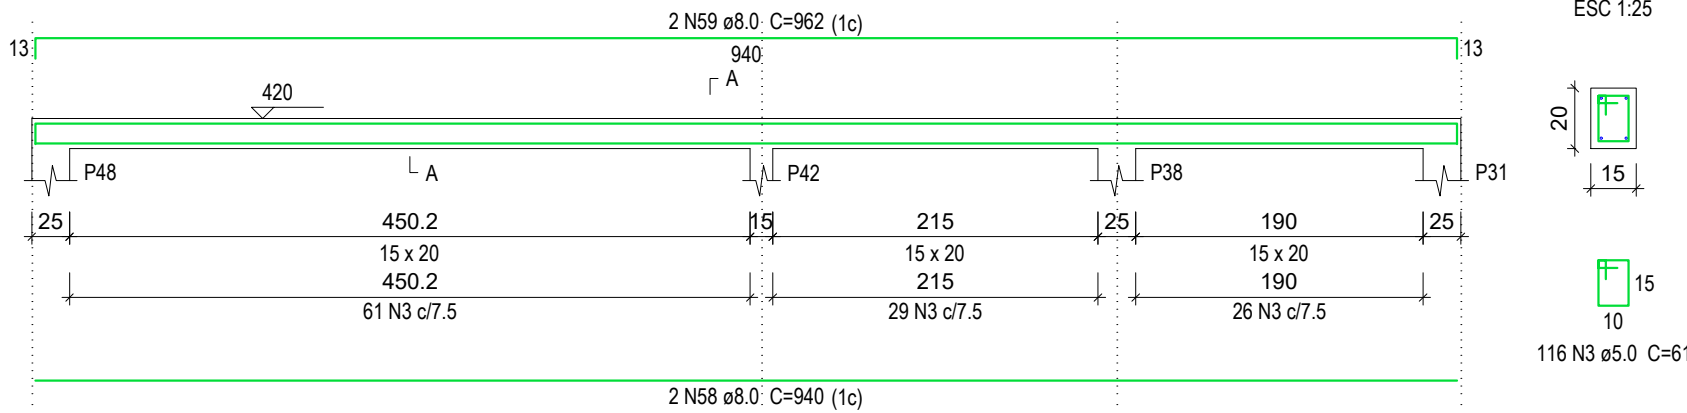 2 N59 ø8.0 C=962 (1c)
ESC 1:25
13
940
13
A
420
20
P48
A
P42
P38
P31
15
25
450.2
15
215
25
190
25
15 x 20
15 x 20
15 x 20
450.2
215
190
15
61 N3 c/7.5
29 N3 c/7.5
26 N3 c/7.5
10
116 N3 ø5.0 C=61
2 N58 ø8.0 C=940 (1c)